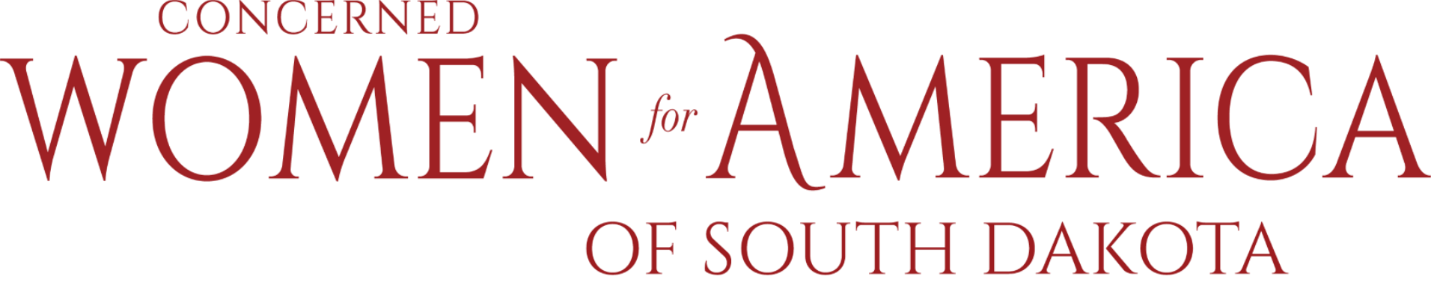 CONCERNED
WOMEN for AMERICA
OF SOUTH DAKOTA